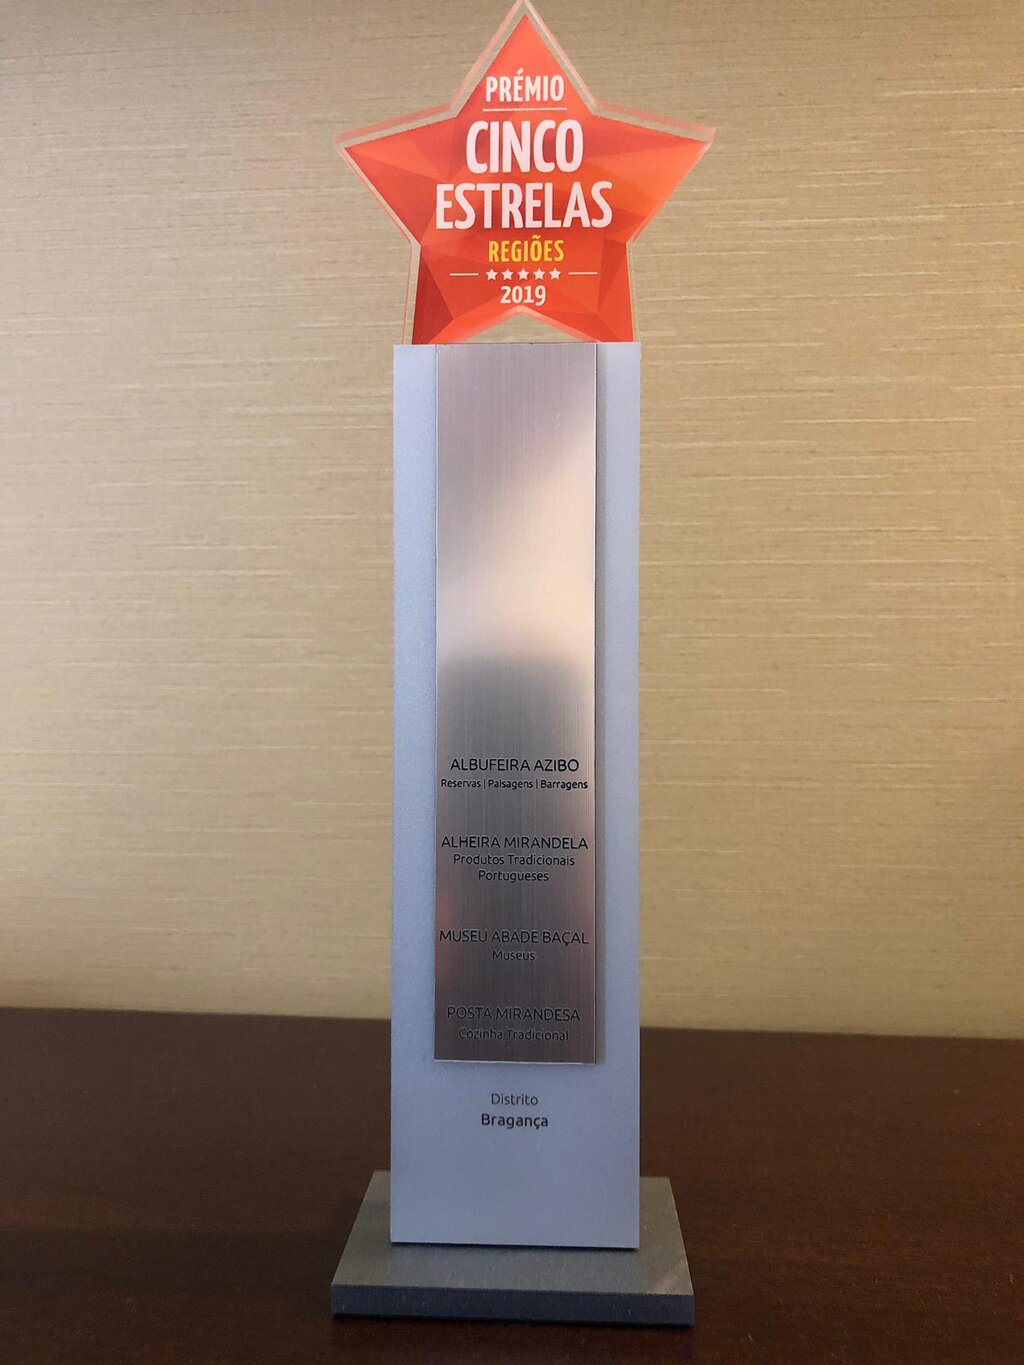 PRÉMIO
CINCO
ESTRELAS
REGIÕES
2019
ALBUFEIRA AZIBO
Reservas | Paisagens | Barragens
ALHEIRA MIRANDELA
Produtos Tradicionais
Portugueses
MUSEU ABADE BAÇAL
Museus
POSTA MIRANDESA
Cozinha Tradicional
Distrito
Bragança